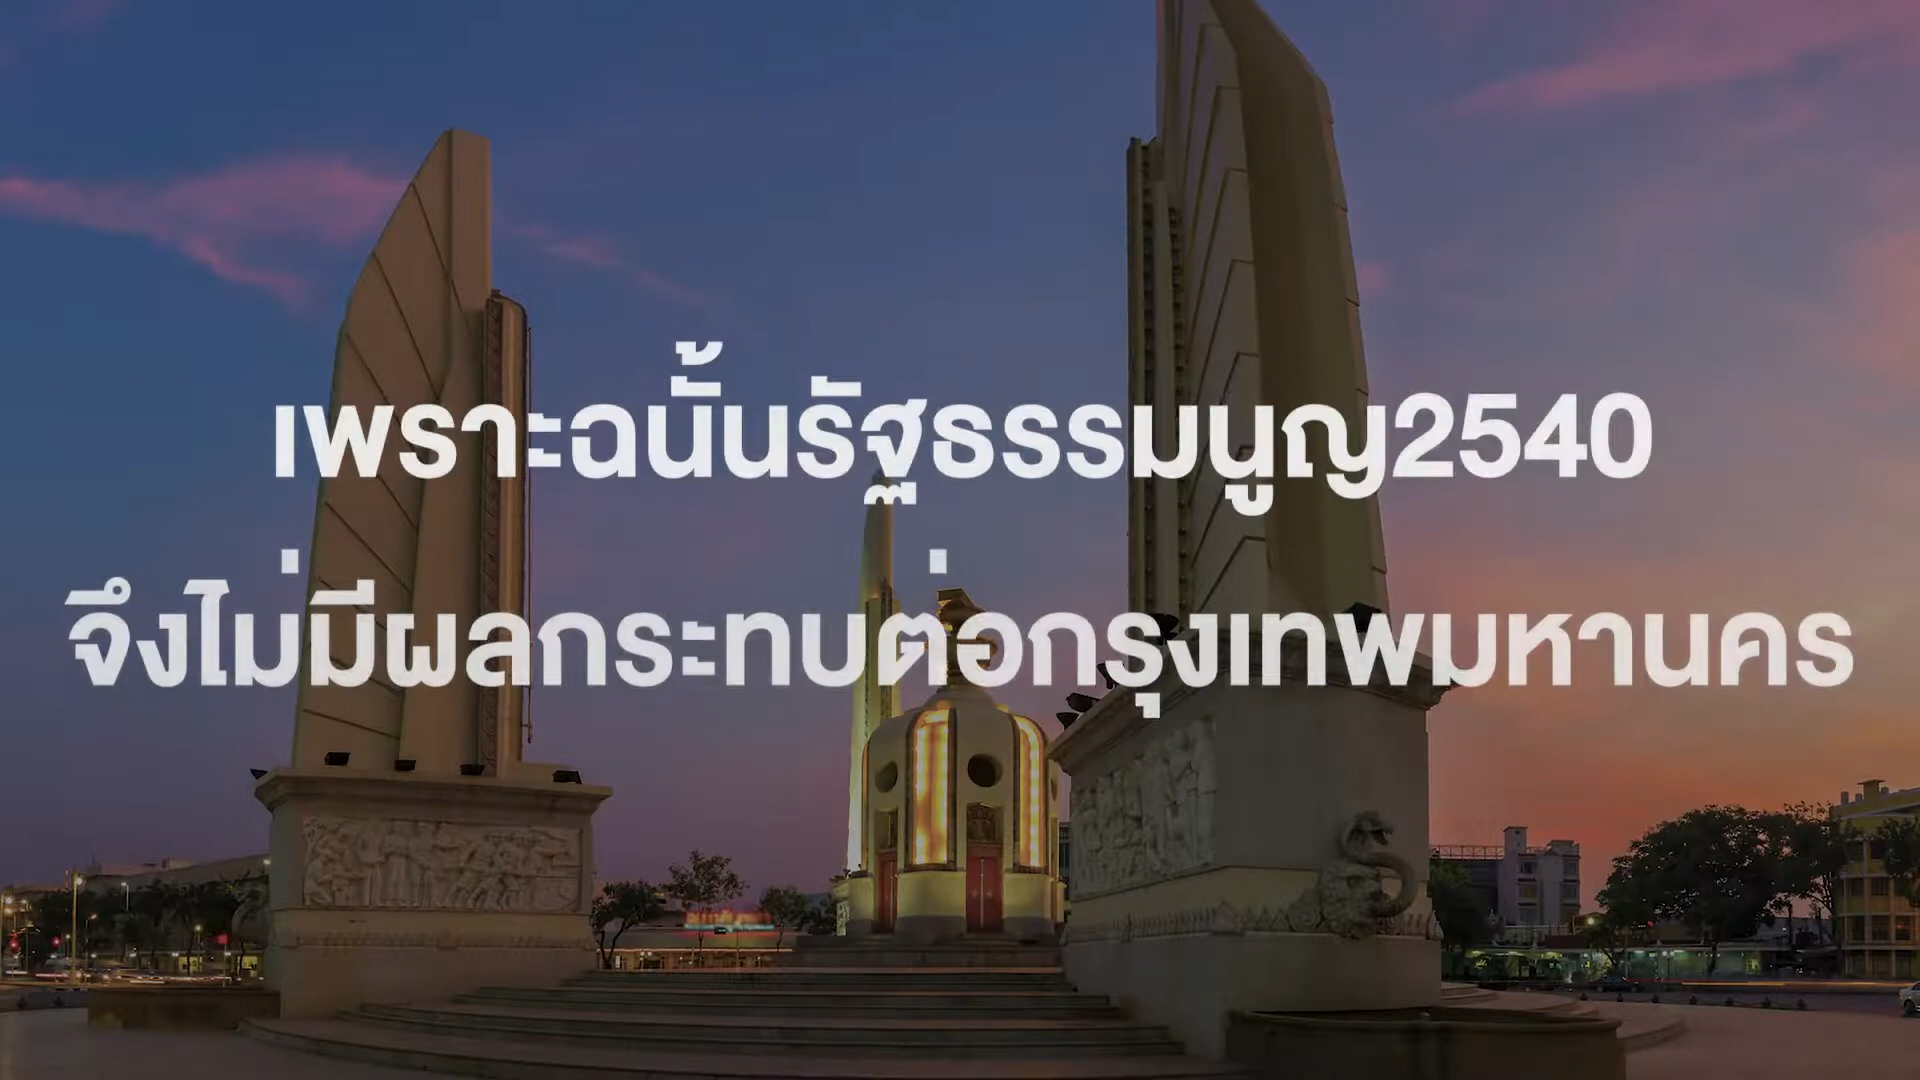 เพราะฉนั้นรัฐธรรมนูญ2540
จึงไม่มีผลกระทบต่อกรุงเทพมหานคร